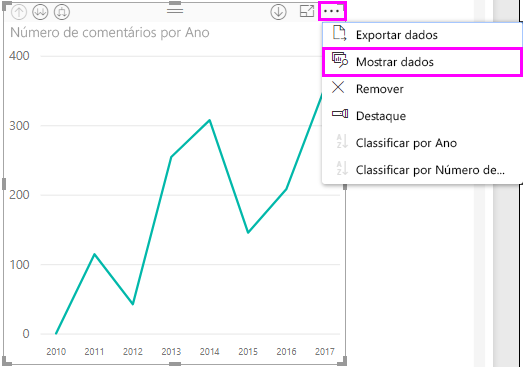 Número de comentários por Ano
Exportar dados
Mostrar dados
Remover
Destaque
Classificar por Ano
Classificar por Número de...
400
300
200
100
0
2010 2011 2012 2013 2014 2015 2016 2017